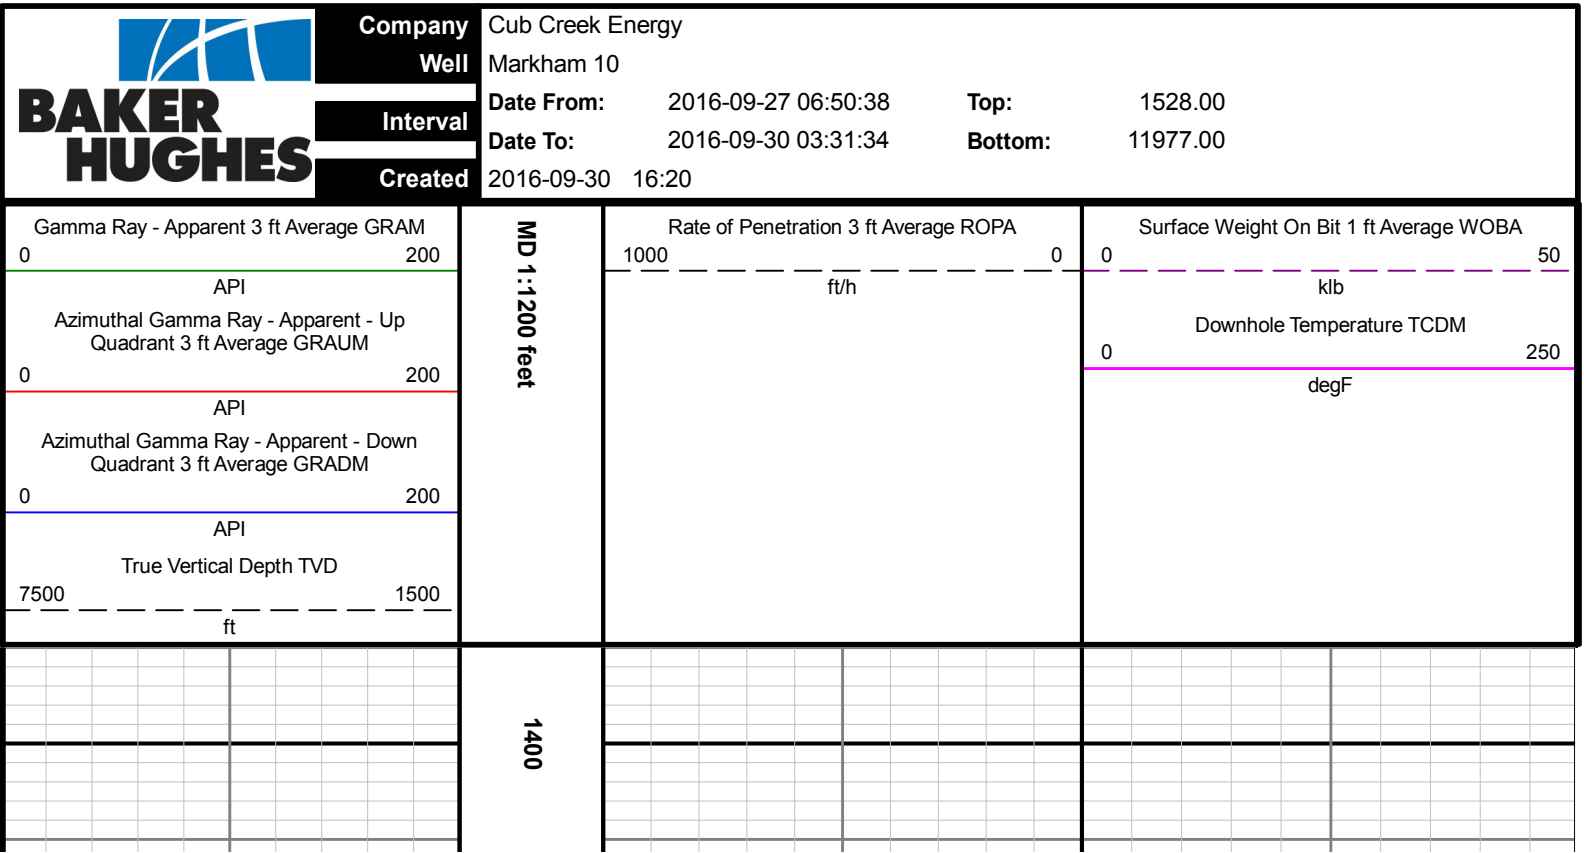 BAKER
HUGHES
Company Cub Creek Energy
Well Markham 10
Interval
Date From: 2016-09-27 06:50:38 Top: 1528.00
Date To: 2016-09-30 03:31:34 Bottom: 11977.00
Created 2016-09-30 16:20
Gamma Ray - Apparent 3 ft Average GRAM
0 200
API
Azimuthal Gamma Ray - Apparent - Up
Quadrant 3 ft Average GRAUM
0 200
API
Azimuthal Gamma Ray - Apparent - Down
Quadrant 3 ft Average GRADM
0 200
API
True Vertical Depth TVD
7500 1500
ft
MD 1:1200 feet
Rate of Penetration 3 ft Average ROPA
1000 0
ft/h
Surface Weight On Bit 1 ft Average WOBA
0 50
klb
Downhole Temperature TCDM
0 250
degF
1400